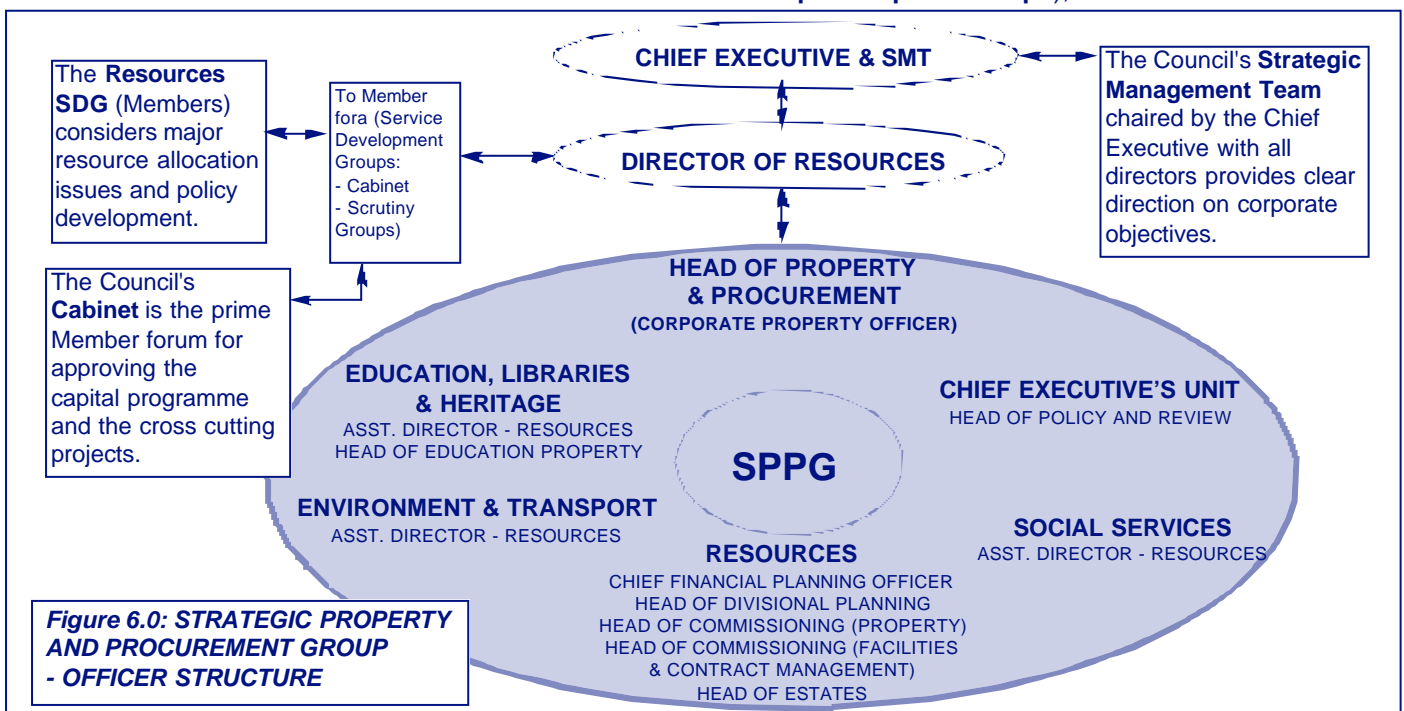 CHIEF EXECUTIVE & SMT
The Resources
SDG (Members)
considers major
resource allocation
issues and policy
development.
To Member
fora (Service
Development
Groups:
- Cabinet
- Scrutiny
Groups)
DIRECTOR OF RESOURCES
The Council's Strategic
Management Team
chaired by the Chief
Executive with all
directors provides clear
direction on corporate
objectives.
The Council's
Cabinet is the prime
Member forum for
approving the
capital programme
and the cross cutting
projects.
HEAD OF PROPERTY
& PROCUREMENT
(CORPORATE PROPERTY OFFICER)
EDUCATION, LIBRARIES
& HERITAGE
ASST. DIRECTOR - RESOURCES
HEAD OF EDUCATION PROPERTY
CHIEF EXECUTIVE’S UNIT
HEAD OF POLICY AND REVIEW
SPPG
ENVIRONMENT & TRANSPORT
ASST. DIRECTOR - RESOURCES
SOCIAL SERVICES
ASST. DIRECTOR - RESOURCES
RESOURCES
CHIEF FINANCIAL PLANNING OFFICER
HEAD OF DIVISIONAL PLANNING
HEAD OF COMMISSIONING (PROPERTY)
HEAD OF COMMISSIONING (FACILITIES
& CONTRACT MANAGEMENT)
HEAD OF ESTATES
Figure 6.0: STRATEGIC PROPERTY
AND PROCUREMENT GROUP
- OFFICER STRUCTURE